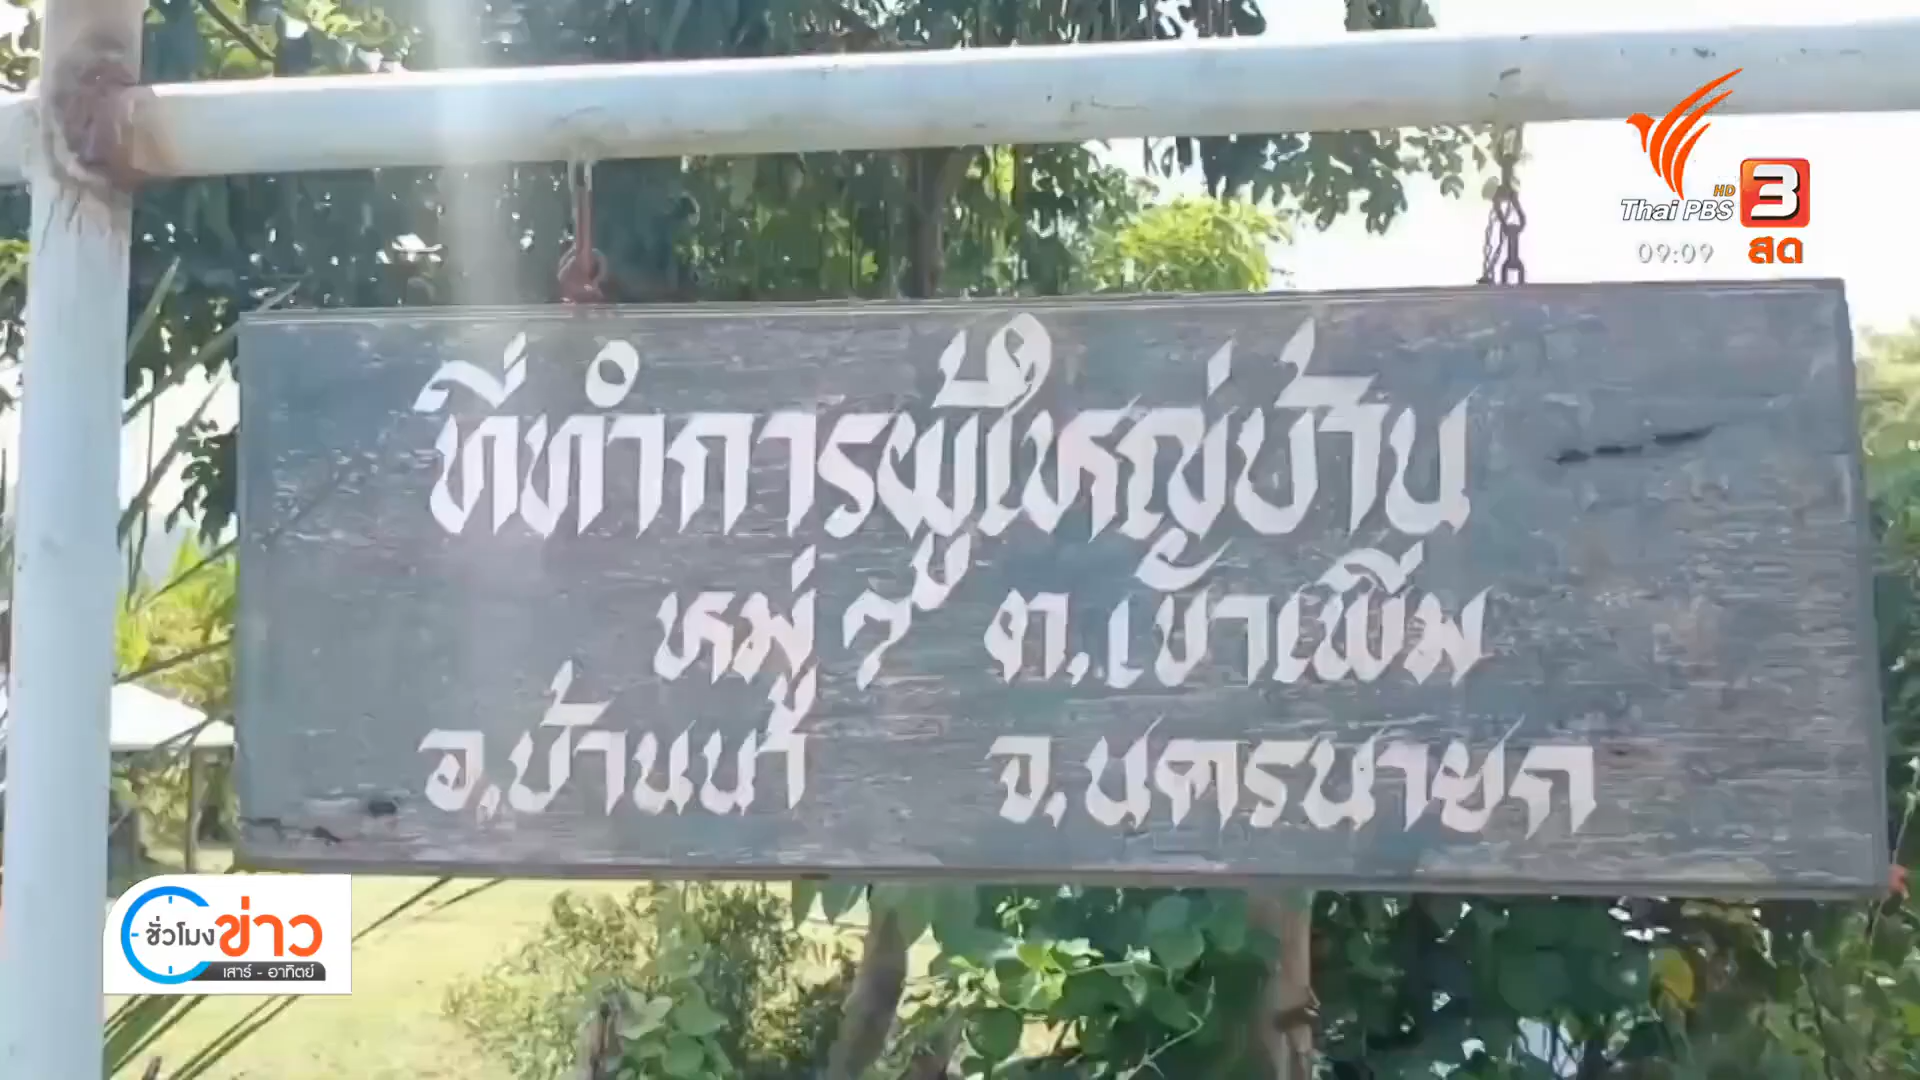 HD
Thai PBS 3
09:09 สด
ที่ทำการผู้ใหญ่บ้าน
หมู่ ๆ ต.เขาเพิ่ม
อ.บ้านนา จ.นครนายก
ชั่วโมงข่าว
เสาร์ - อาทิตย์